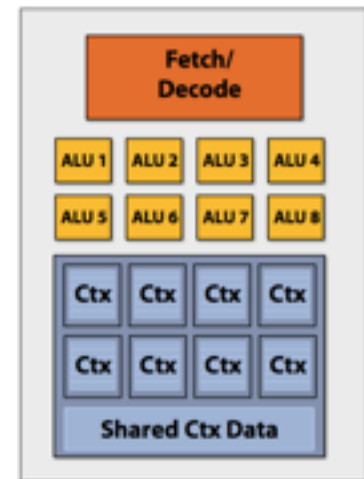 Fetch/
Decode
ALU 1 ALU 2 ALU 3 ALU 4
ALU 5 ALU 6 ALU 7 ALU 8
Ctx Ctx Ctx Ctx
Ctx Ctx Ctx Ctx
Shared Ctx Data